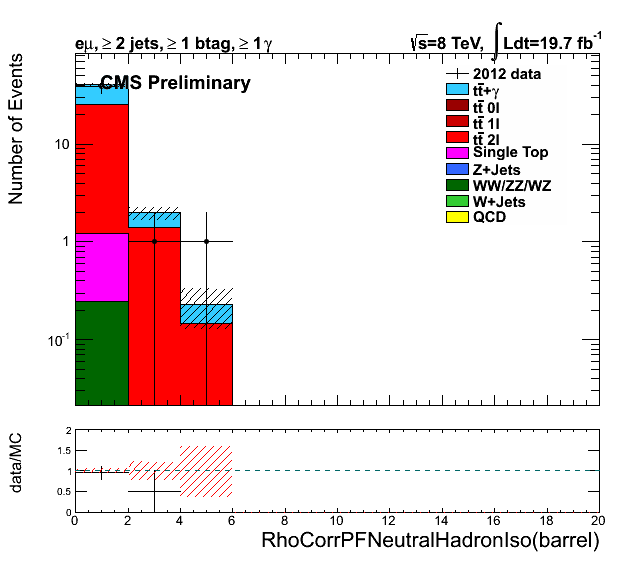 eμ, ≥ 2 jets, ≥ 1 btag, ≥ 1 γ
√s=8 TeV, ∫ Ldt=19.7 fb⁻¹
CMS Preliminary
2012 data
tt̄+γ
tt̄ 0l
tt̄ 1l
tt̄ 2l
Single Top
Z+Jets
WW/ZZ/WZ
W+Jets
QCD
Number of Events
10
1
10⁻¹
data/MC
2
1.5
1
0.5
0
0 2 4 6 8 10 12 14 16 18 20
RhoCorrPFNeutralHadronIso(barrel)